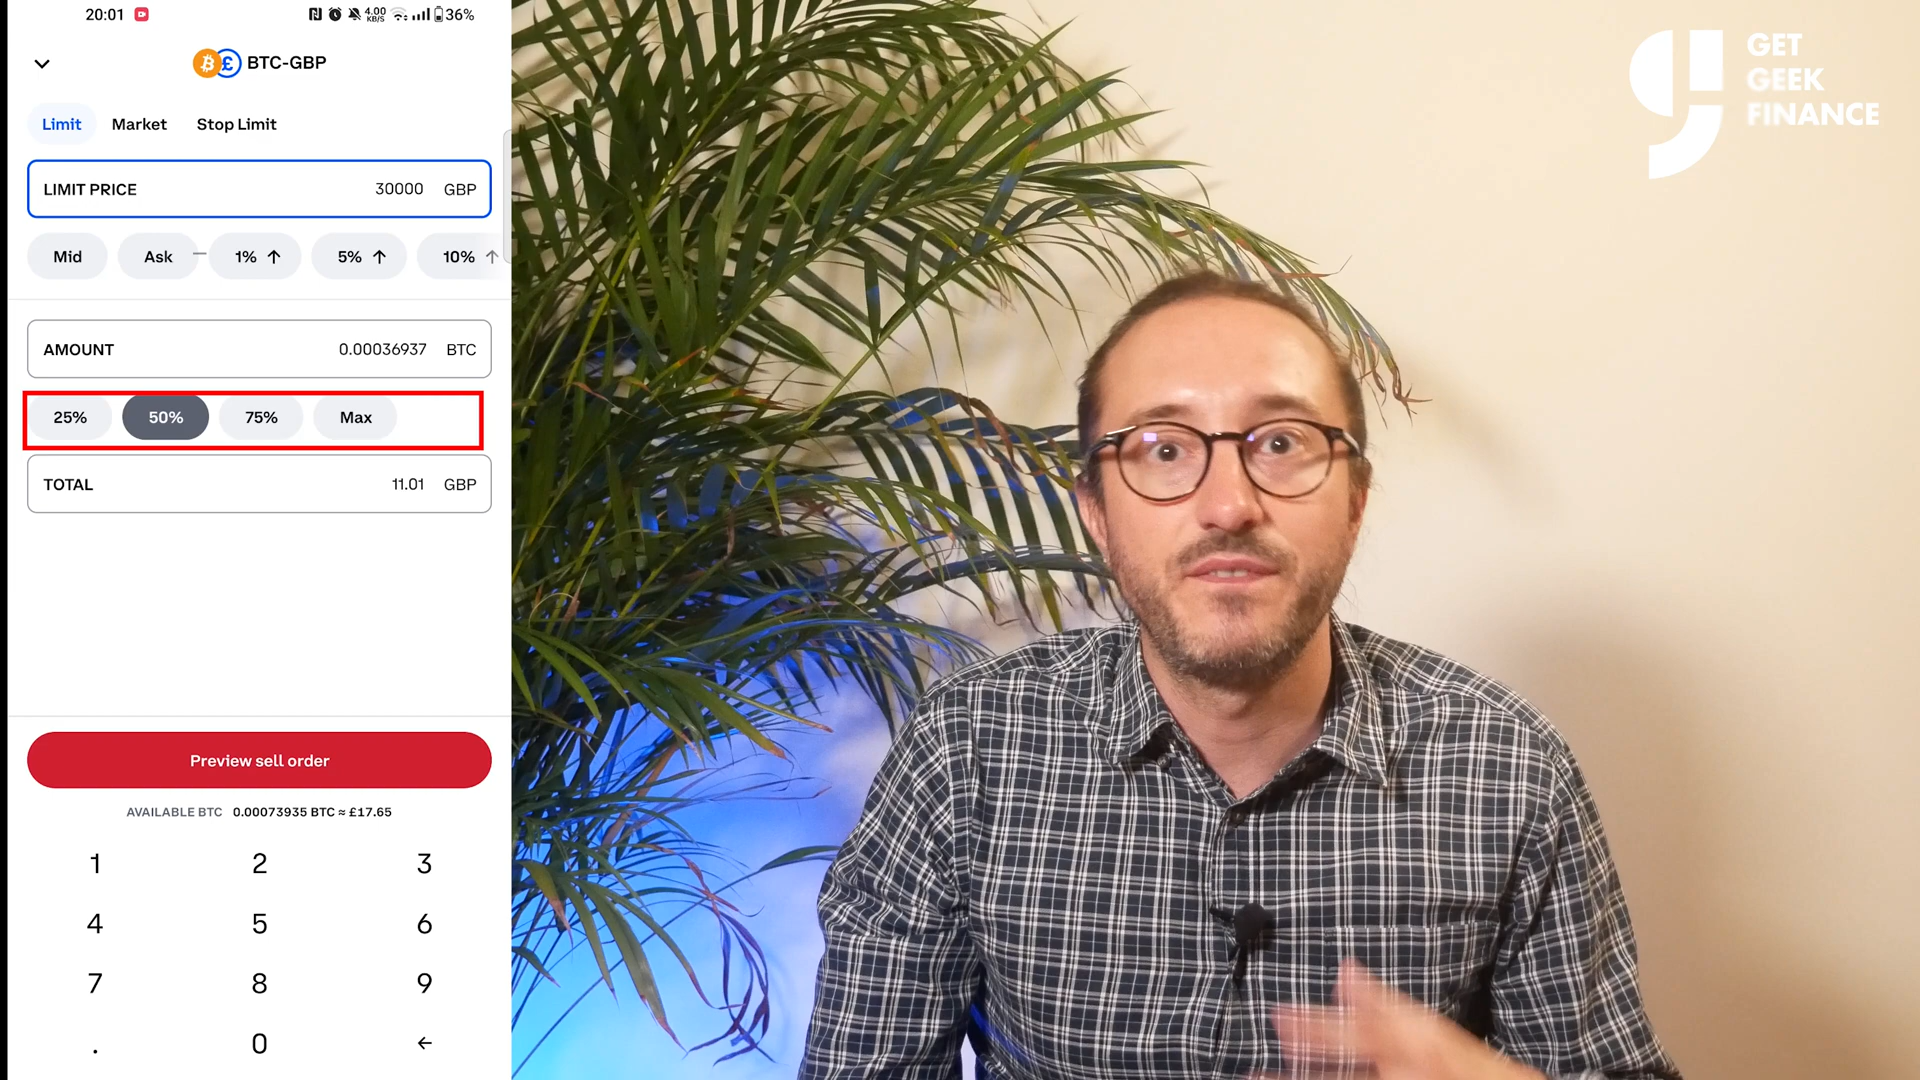 20:01 4.00 KB/S 36%
BTC-GBP
Limit Market Stop Limit
LIMIT PRICE 30000 GBP
Mid Ask 1% ↑ 5% ↑ 10% ↑
AMOUNT 0.00036937 BTC
25% 50% 75% Max
TOTAL 11.01 GBP
Preview sell order
AVAILABLE BTC 0.00073935 BTC ≈ £17.65
1 2 3
4 5 6
7 8 9
. 0 ←
GET
GEEK
FINANCE